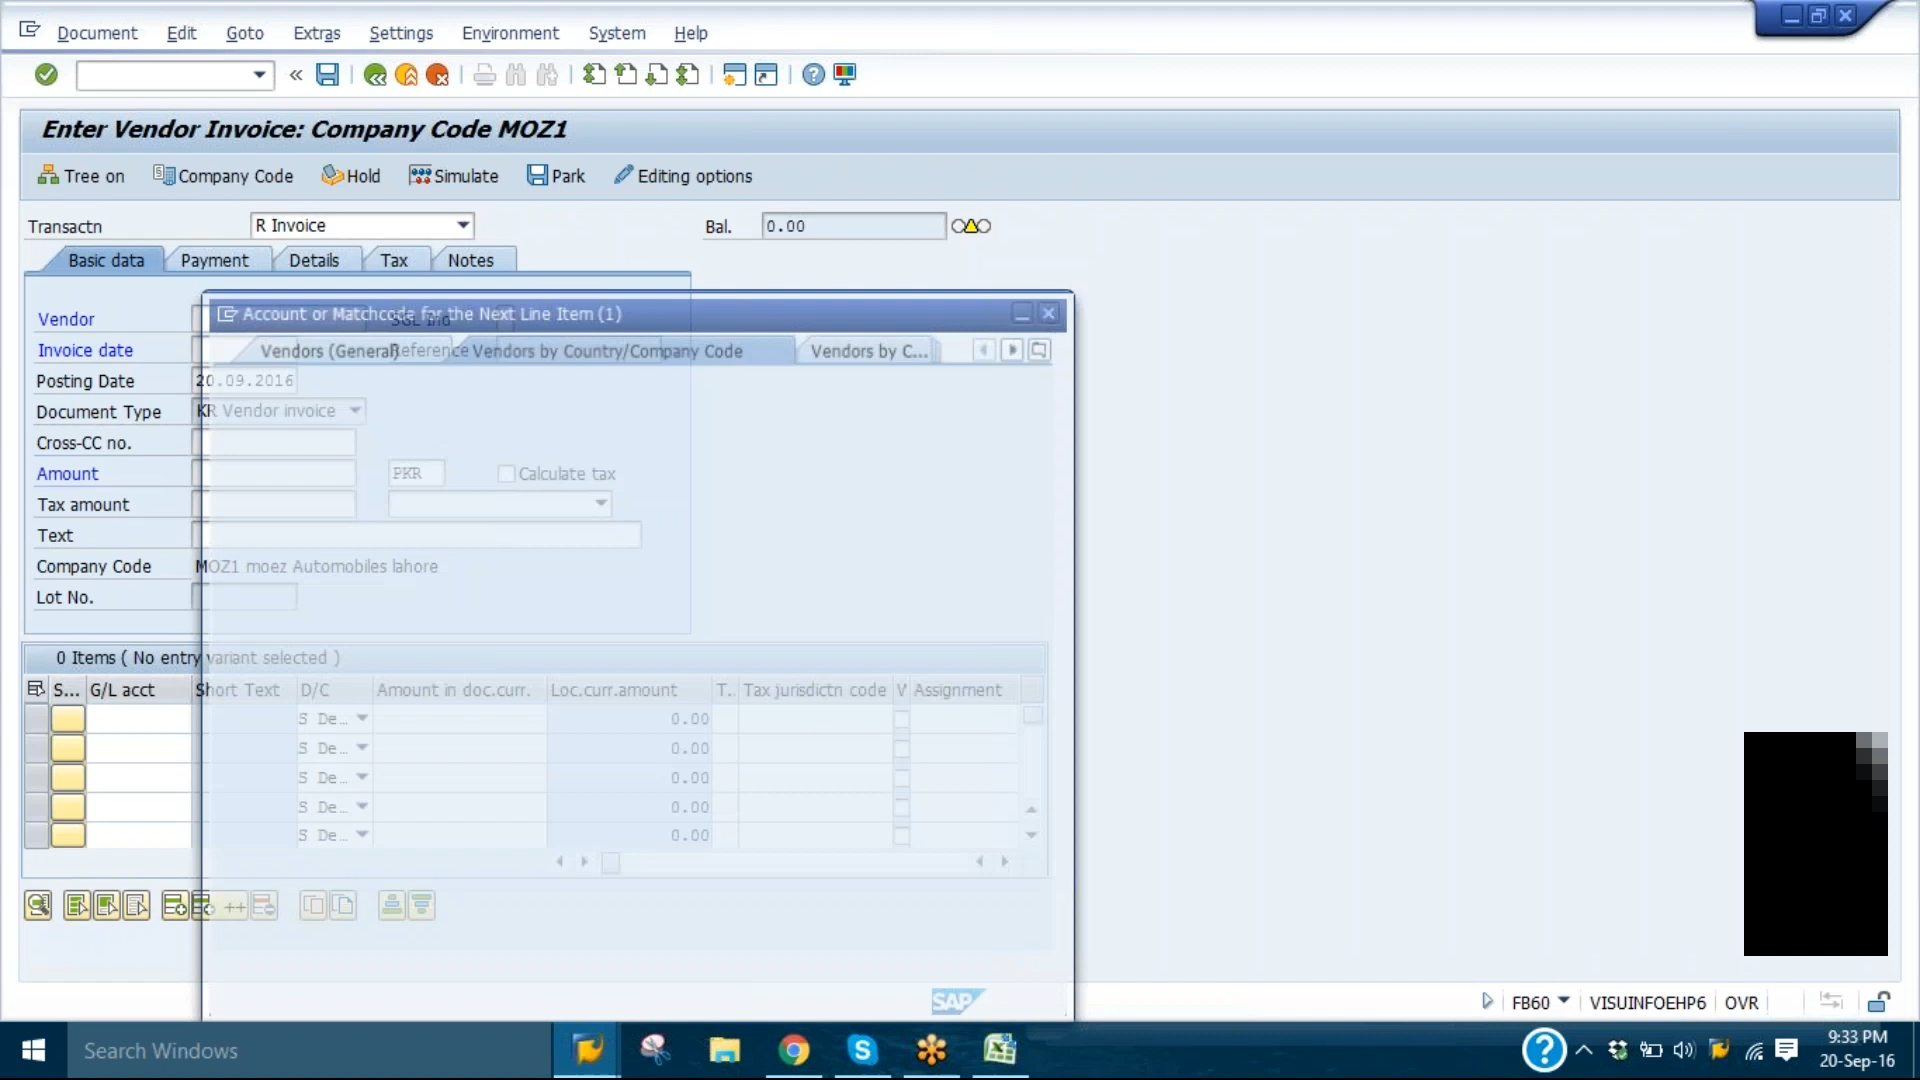 Document Edit Goto Extras Settings Environment System Help
«
Enter Vendor Invoice: Company Code MOZ1
Tree on Company Code Hold Simulate Park Editing options
Transactn R Invoice Bal. 0.00
Basic data Payment Details Tax Notes
Account or Matchcode for the Next Line Item (1)
Vendor SGL Ind
Vendors (General) Vendors by Country/Company Code Vendors by C...
Invoice date Reference
Posting Date 20.09.2016
Document Type KR Vendor invoice
Cross-CC no.
Amount PKR Calculate tax
Tax amount
Text
Company Code MOZ1 moez Automobiles lahore
Lot No.
0 Items ( No entry variant selected )
S... G/L acct Short Text D/C Amount in doc.curr. Loc.curr.amount T.. Tax jurisdictn code V Assignment
S De... 0.00
S De... 0.00
S De... 0.00
S De... 0.00
S De... 0.00
SAP
FB60 VISUINFOEHP6 OVR
Search Windows
9:33 PM
20-Sep-16